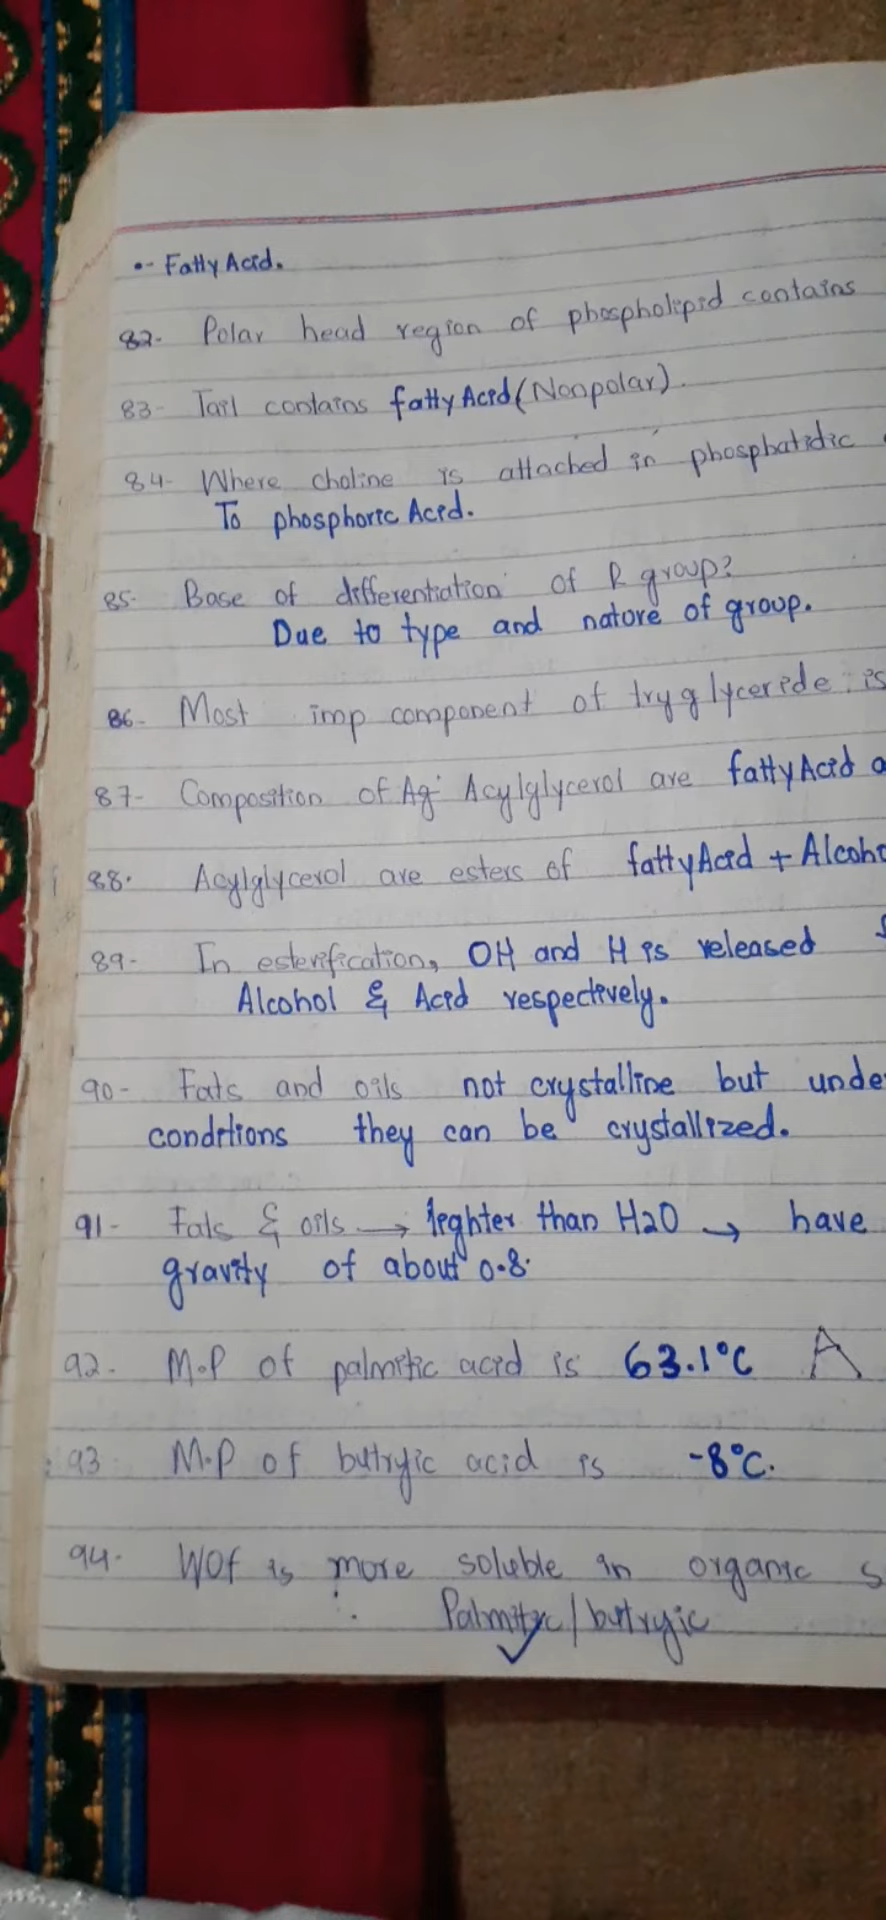 •- Fatty Acid.
82- Polar head region of phospholipid contains
83- Tail contains fatty Acid (Nonpolar).
84- Where choline is attached in phosphatidic
To phosphoric Acid.
85- Base of differentiation of R group?
Due to type and nature of group.
86- Most imp component of tryglyceride is
87- Composition of Ag Acylglycerol are fatty Acid a
88. Acylglycerol are esters of fatty Acid + Alcoho
89- In esterification, OH and H is released
Alcohol & Acid respectively.
90- Fats and oils not crystalline but unde
conditions they can be crystallized.
91- Fats & oils → lighter than H2O → have
gravity of about 0.8.
92- M.P of palmitic acid is 63.1°C A
93 M.P of butryic acid is -8°C.
94- WOf is more soluble in organic s
Palmitic / butryic